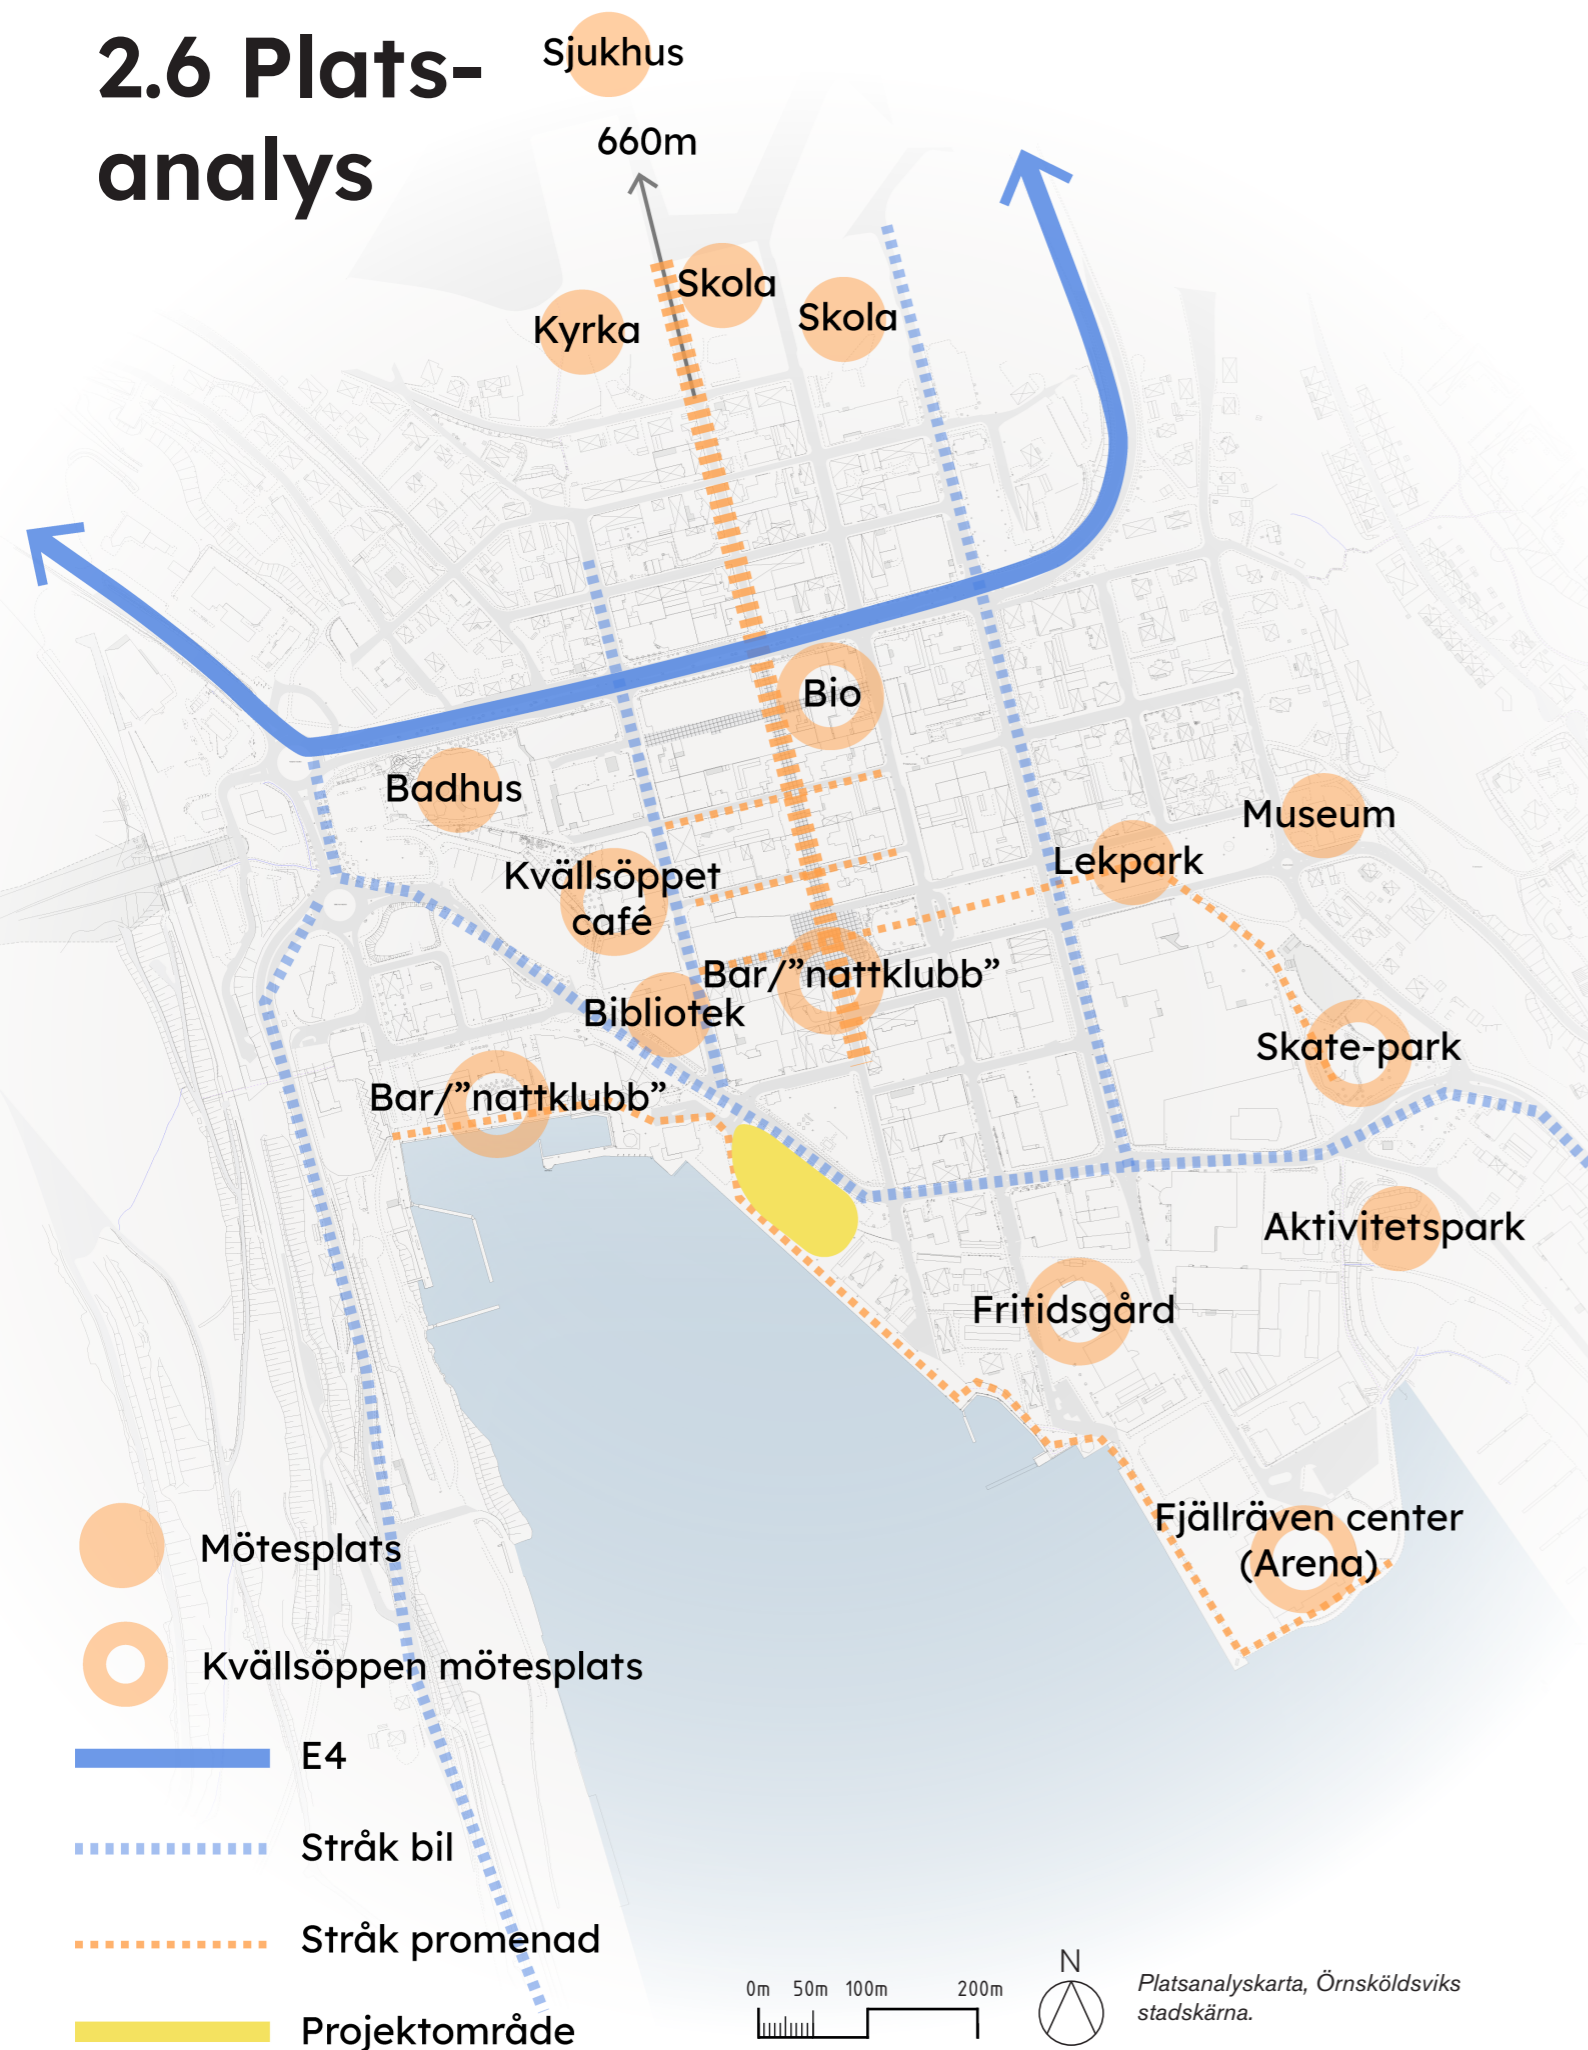 2.6 Plats-
analys
Sjukhus
660m
Skola
Skola
Kyrka
Bio
Badhus
Museum
Lekpark
Kvällsöppet
café
Bar/”nattklubb”
Bibliotek
Skate-park
Bar/”nattklubb”
Aktivitetspark
Fritidsgård
Fjällräven center
(Arena)
Mötesplats
Kvällsöppen mötesplats
E4
Stråk bil
Stråk promenad
Projektområde
0m 50m 100m 200m
N
Platsanalyskarta, Örnsköldsviks
stadskärna.